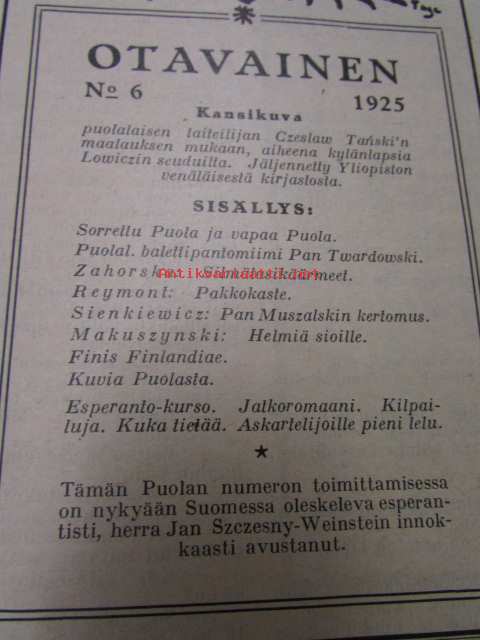 OTAVAINEN
No 6 1925
Kansikuva
puolalaisen taiteilijan Czeslaw Tański'n
maalauksen mukaan, aiheena kylänlapsia
Lowiczin seuduilta. Jäljennetty Yliopiston
venäläisestä kirjastosta.
SISÄLLYS:
Sorrettu Puola ja vapaa Puola.
Puolal. balettipantomiimi Pan Twardowski.
Zahorska: Silmälasikäärmeet.
Reymont: Pakkokaste.
Sienkiewicz: Pan Muszalskin kertomus.
Makuszynski: Helmiä sioille.
Finis Finlandiae.
Kuvia Puolasta.
Esperanto-kurso. Jatkoromaani. Kilpai-
luja. Kuka tietää. Askartelijoille pieni lelu.
Tämän Puolan numeron toimittamisessa
on nykyään Suomessa oleskeleva esperan-
tisti, herra Jan Szczesny-Weinstein innok-
kaasti avustanut.